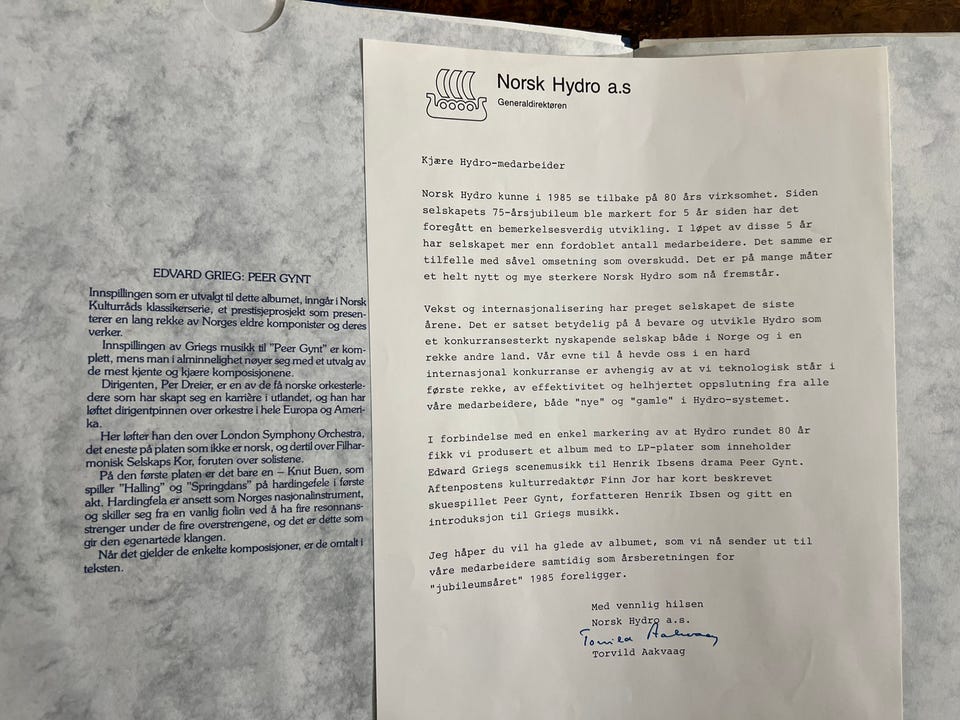 EDVARD GRIEG: PEER GYNT
Innspillingen som er utvalgt til dette albumet, inngår i Norsk
Kulturråds klassikerserie, et prestisjeprosjekt som presen-
terer en lang rekke av Norges eldre komponister og deres
verker.
Innspillingen av Griegs musikk til "Peer Gynt" er kom-
plett, mens man i alminnelighet nøyer seg med et utvalg av
de mest kjente og kjære komposisjonene.
Dirigenten, Per Dreier, er en av de få norske orkesterle-
dere som har skapt seg en karrière i utlandet, og han har
løftet dirigentpinnen over orkestre i hele Europa og Ameri-
ka.
Her løfter han den over London Symphony Orchestra,
det eneste på platen som ikke er norsk, og dertil over Filhar-
monisk Selskaps Kor, foruten over solistene.
På den første platen er det bare en – Knut Buen, som
spiller "Halling" og "Springdans" på hardingefele i første
akt. Hardingfela er ansett som Norges nasjonalinstrument,
og skiller seg fra en vanlig fiolin ved å ha fire resonnans-
strenger under de fire overstrengene, og det er dette som
gir den egenartede klangen.
Når det gjelder de enkelte komposisjoner, er de omtalt i
teksten.
Norsk Hydro a.s
Generaldirektøren
Kjære Hydro-medarbeider
Norsk Hydro kunne i 1985 se tilbake på 80 års virksomhet. Siden
selskapets 75-årsjubileum ble markert for 5 år siden har det
foregått en bemerkelsesverdig utvikling. I løpet av disse 5 år
har selskapet mer enn fordoblet antall medarbeidere. Det samme er
tilfelle med såvel omsetning som overskudd. Det er på mange måter
et helt nytt og mye sterkere Norsk Hydro som nå fremstår.
Vekst og internasjonalisering har preget selskapet de siste
årene. Det er satset betydelig på å bevare og utvikle Hydro som
et konkurransesterkt nyskapende selskap både i Norge og i en
rekke andre land. Vår evne til å hevde oss i en hard
internasjonal konkurranse er avhengig av at vi teknologisk står i
første rekke, av effektivitet og helhjertet oppslutning fra alle
våre medarbeidere, både "nye" og "gamle" i Hydro-systemet.
I forbindelse med en enkel markering av at Hydro rundet 80 år
fikk vi produsert et album med to LP-plater som inneholder
Edward Griegs scenemusikk til Henrik Ibsens drama Peer Gynt.
Aftenpostens kulturredaktør Finn Jor har kort beskrevet
skuespillet Peer Gynt, forfatteren Henrik Ibsen og gitt en
introduksjon til Griegs musikk.
Jeg håper du vil ha glede av albumet, som vi nå sender ut til
våre medarbeidere samtidig som årsberetningen for
"jubileumsåret" 1985 foreligger.
Med vennlig hilsen
Norsk Hydro a.s.
Torvild Aakvaag
Torvild Aakvaag